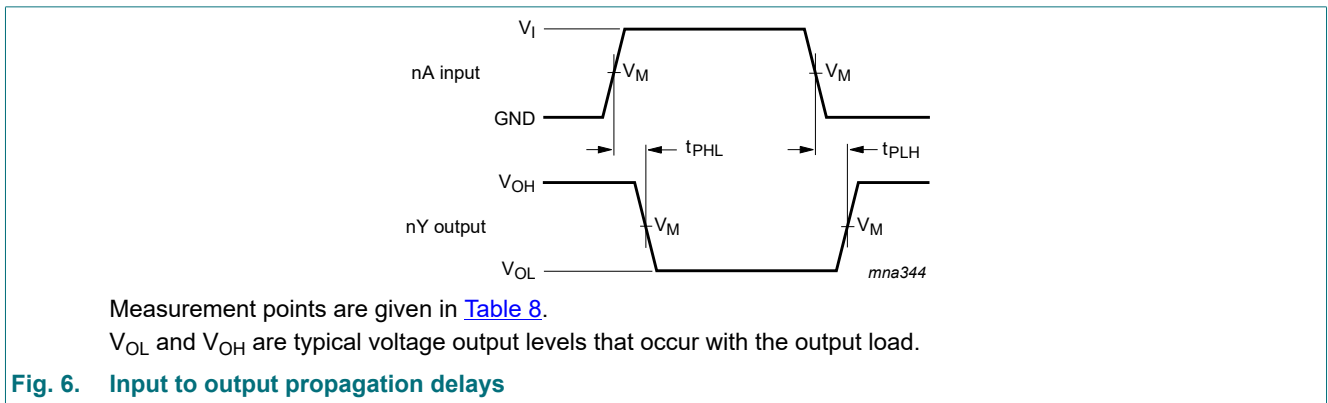 V_I
nA input
V_M
V_M
GND
t_PHL
t_PLH
V_OH
nY output
V_M
V_M
V_OL
mna344
Measurement points are given in Table 8.
V_OL and V_OH are typical voltage output levels that occur with the output load.
Fig. 6. Input to output propagation delays